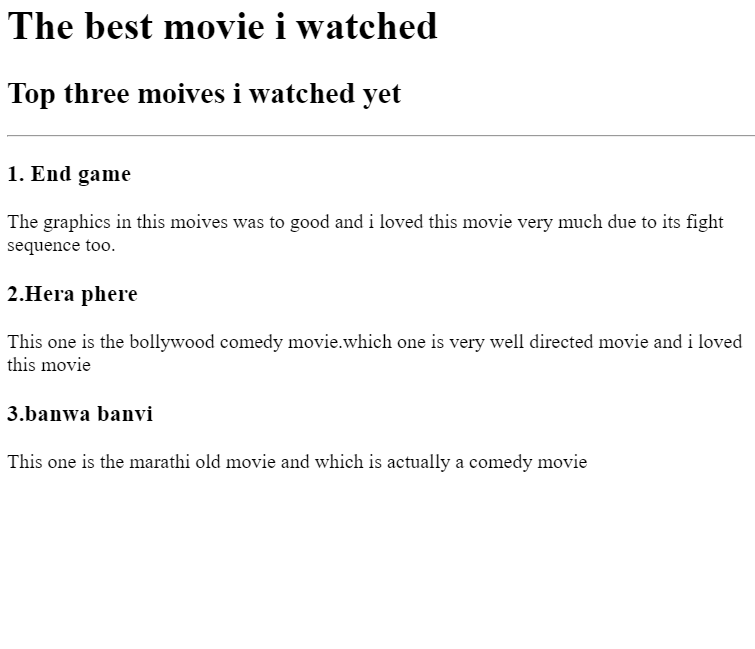 The best movie i watched
Top three moives i watched yet
1. End game
The graphics in this moives was to good and i loved this movie very much due to its fight
sequence too.
2.Hera phere
This one is the bollywood comedy movie.which one is very well directed movie and i loved
this movie
3.banwa banvi
This one is the marathi old movie and which is actually a comedy movie